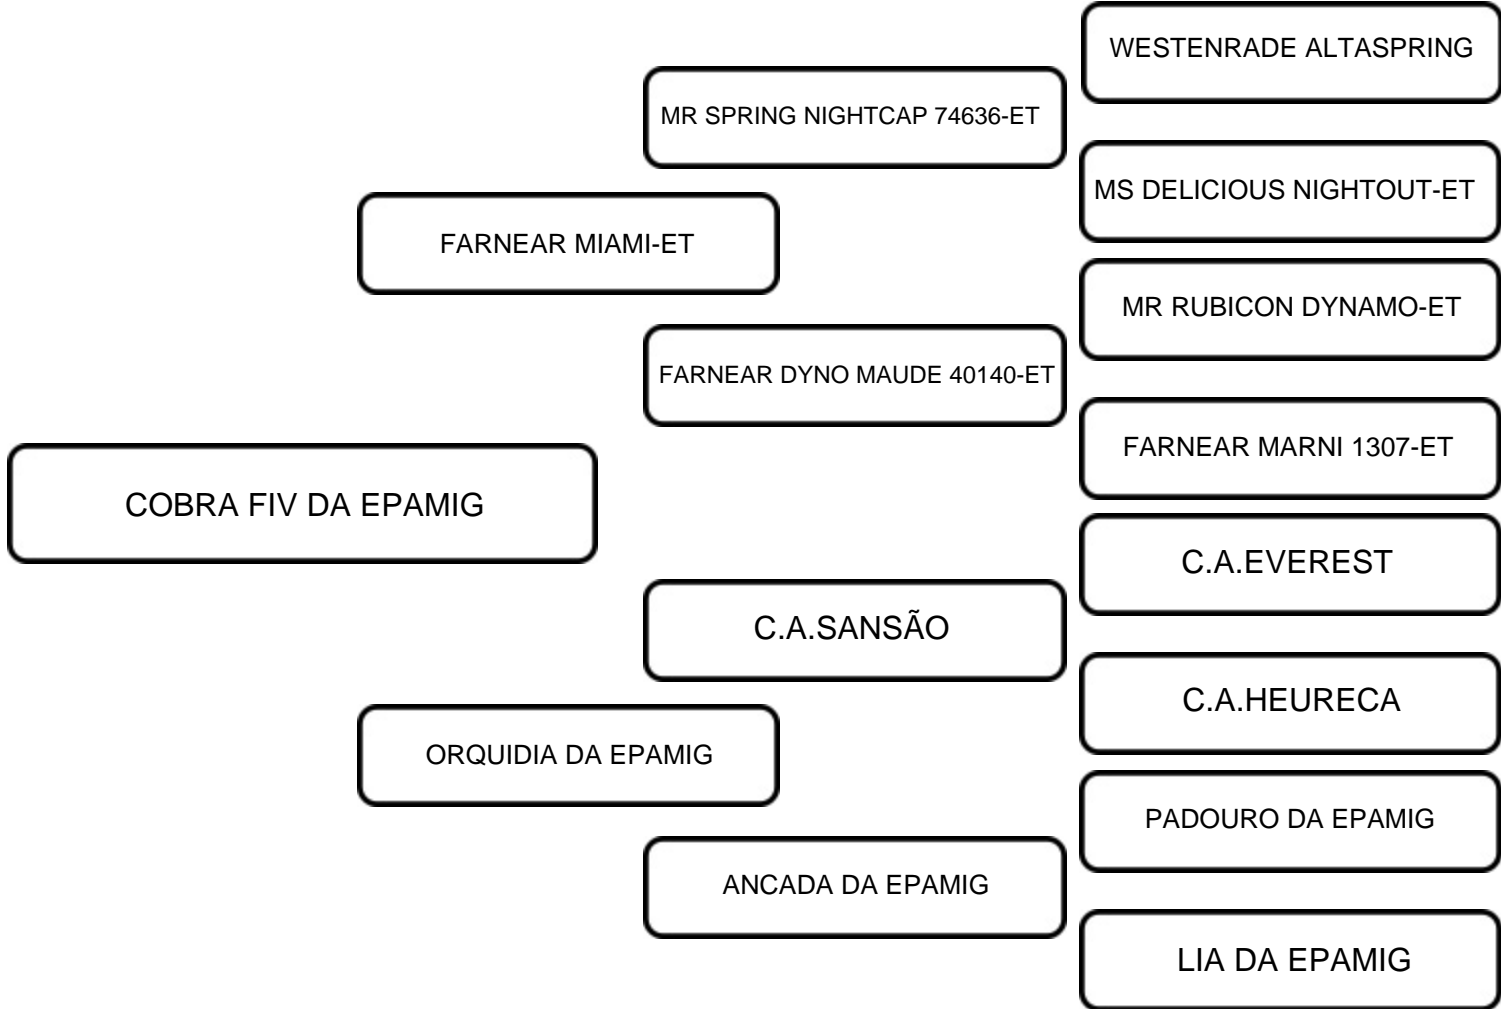 WESTENRADE ALTASPRING
MR SPRING NIGHTCAP 74636-ET
MS DELICIOUS NIGHTOUT-ET
FARNEAR MIAMI-ET
MR RUBICON DYNAMO-ET
FARNEAR DYNO MAUDE 40140-ET
FARNEAR MARNI 1307-ET
COBRA FIV DA EPAMIG
C.A.EVEREST
C.A.SANSÃO
C.A.HEURECA
ORQUIDIA DA EPAMIG
PADOURO DA EPAMIG
ANCADA DA EPAMIG
LIA DA EPAMIG